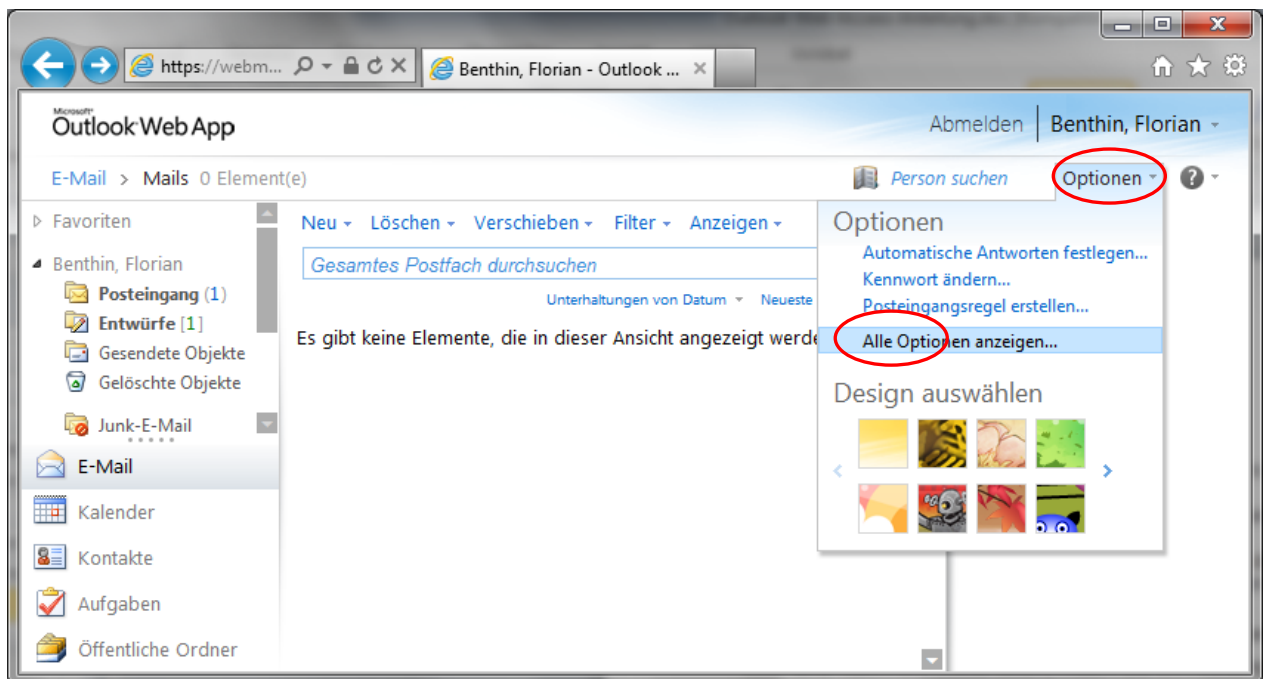 https://webm...
Benthin, Florian - Outlook ...
Microsoft®
Outlook Web App
Abmelden
Benthin, Florian
E-Mail > Mails 0 Element(e)
Person suchen
Optionen
Favoriten
Benthin, Florian
Posteingang (1)
Entwürfe [1]
Gesendete Objekte
Gelöschte Objekte
Junk-E-Mail
E-Mail
Kalender
Kontakte
Aufgaben
Öffentliche Ordner
Neu Löschen Verschieben Filter Anzeigen
Gesamtes Postfach durchsuchen
Unterhaltungen von Datum Neueste
Es gibt keine Elemente, die in dieser Ansicht angezeigt werde
Optionen
Automatische Antworten festlegen...
Kennwort ändern...
Posteingangsregel erstellen...
Alle Optionen anzeigen...
Design auswählen